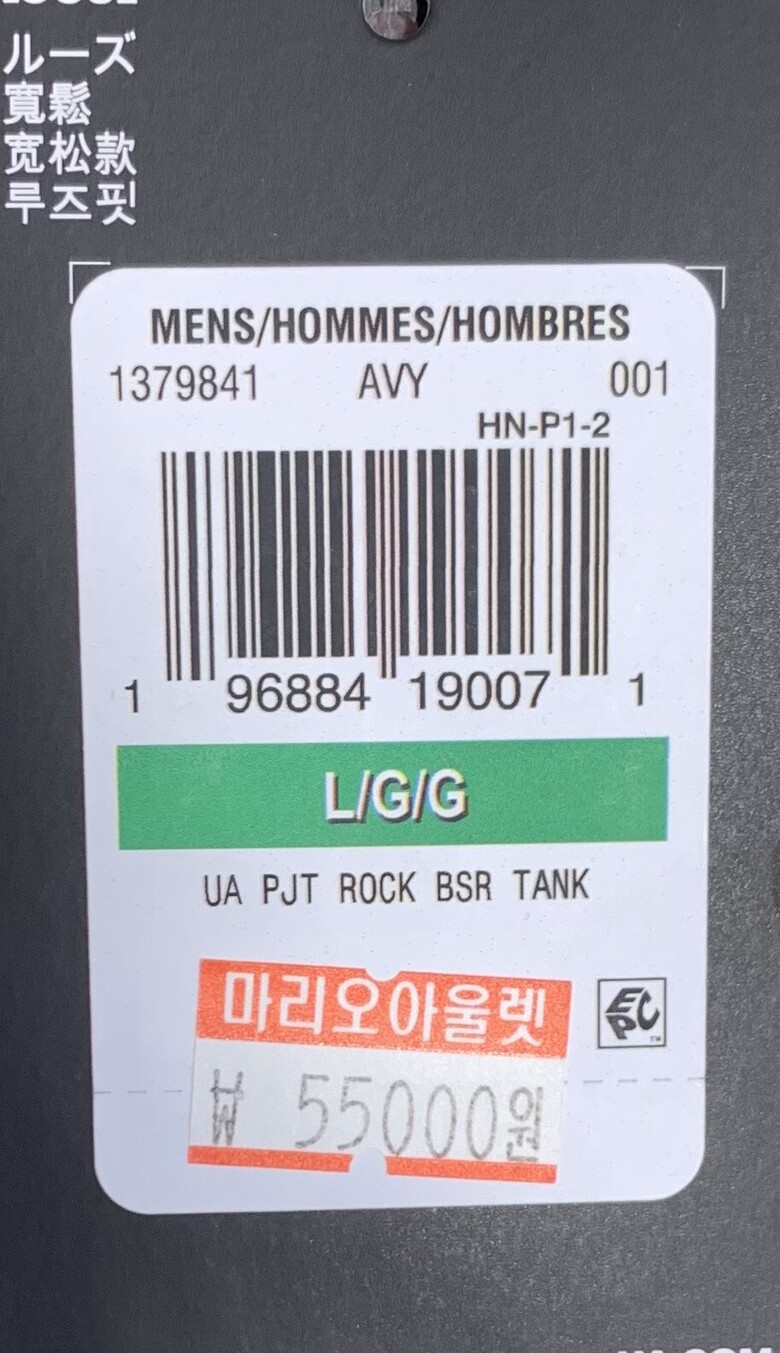 ルーズ
寬鬆
宽松款
루즈핏
MENS/HOMMES/HOMBRES
1379841 AVY 001
HN-P1-2
1 96884 19007 1
L/G/G
UA PJT ROCK BSR TANK
마리오아울렛
EPC™
₩ 55000원